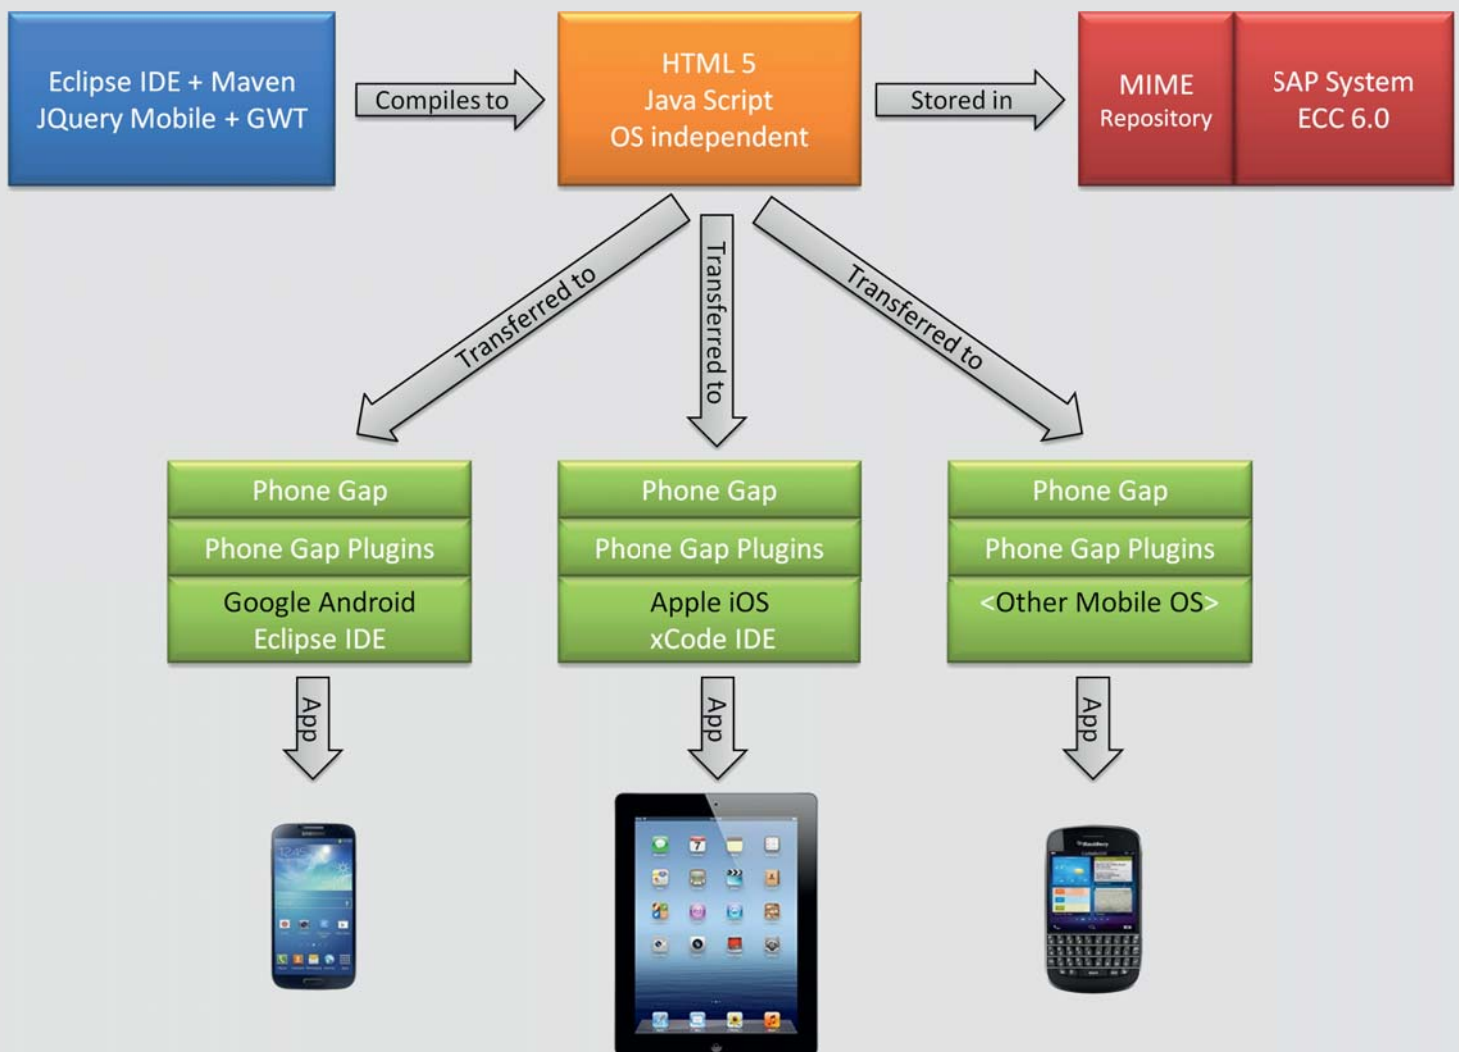 Eclipse IDE + Maven
JQuery Mobile + GWT
Compiles to
HTML 5
Java Script
OS independent
Stored in
MIME
Repository
SAP System
ECC 6.0
Transferred to
Transferred to
Transferred to
Phone Gap
Phone Gap Plugins
Google Android
Eclipse IDE
Phone Gap
Phone Gap Plugins
Apple iOS
xCode IDE
Phone Gap
Phone Gap Plugins
<Other Mobile OS>
App
App
App
SAMSUNG
7
BlackBerry